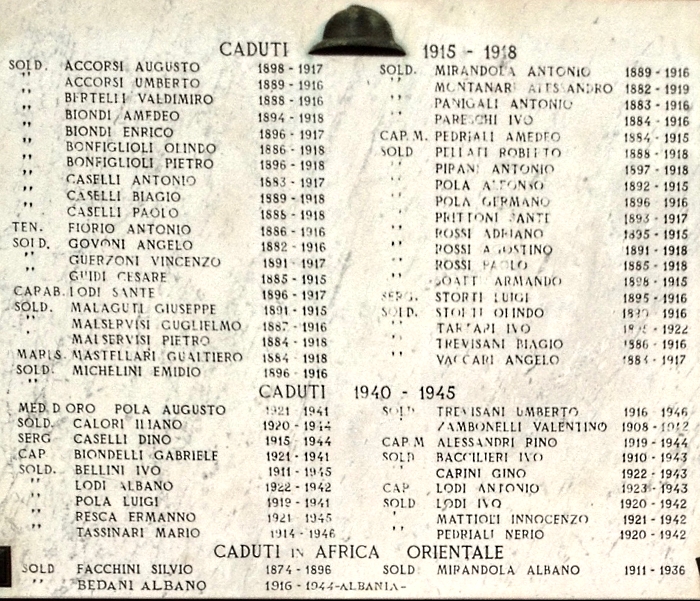 CADUTI 1915 - 1918
SOLD. ACCORSI AUGUSTO 1898 - 1917
" ACCORSI UMBERTO 1889 - 1916
" BERTELLI VALDIMIRO 1888 - 1916
" BIONDI AMEDEO 1894 - 1918
" BIONDI ENRICO 1896 - 1917
" BONFIGLIOLI OLINDO 1886 - 1918
" BONFIGLIOLI PIETRO 1896 - 1918
" CASELLI ANTONIO 1883 - 1917
" CASELLI BIAGIO 1889 - 1918
" CASELLI PAOLO 1885 - 1918
TEN. FIORIO ANTONIO 1886 - 1916
SOLD. GOVONI ANGELO 1882 - 1916
" GUERZONI VINCENZO 1891 - 1917
" GUIDI CESARE 1885 - 1915
CAPAB. LODI SANTE 1896 - 1917
SOLD. MALAGUTI GIUSEPPE 1891 - 1915
" MALSERVISI GUGLIELMO 1887 - 1916
" MALSERVISI PIETRO 1884 - 1918
MARIS. MASTELLARI GUALTIERO 1884 - 1918
SOLD. MICHELINI EMIDIO 1896 - 1916
"
SOLD. MIRANDOLA ANTONIO 1889 - 1916
" MONTANARI ALESSANDRO 1882 - 1919
" PANIGALI ANTONIO 1883 - 1916
" PARESCHI IVO 1884 - 1916
CAP. M. PEDRIALI AMEDEO 1884 - 1915
SOLD PELLATI ROBERTO 1888 - 1918
" PIPANI ANTONIO 1897 - 1918
" POLA ALFONSO 1892 - 1915
" POLA GERMANO 1896 - 1916
" PRITTONI SANTE 1893 - 1917
" ROSSI ADRIANO 1895 - 1915
" ROSSI AGOSTINO 1891 - 1918
" ROSSI PAOLO 1885 - 1918
" ARMANDO 1898 - 1915
SERG. STORTI LUIGI 1895 - 1916
SOLD. OLINDO 1916
" TARTARI IVO 1922
" TREVISANI BIAGIO 1886 - 1916
" VACCARI ANGELO 1884 - 1917
CADUTI 1940 - 1945
MED. D ORO POLA AUGUSTO 1921 - 1941
SOLD. CALORI ILIANO 1920 - 1944
SERG CASELLI DINO 1915 - 1944
CAP BIONDELLI GABRIELE 1921 - 1941
SOLD. BELLINI IVO 1911 - 1945
" LODI ALBANO 1922 - 1942
" POLA LUIGI 1919 - 1941
" RESCA ERMANNO 1921 - 1945
" TASSINARI MARIO 1914 - 1946
SOLD TREVISANI UMBERTO 1916 - 1946
" ZAMBONELLI VALENTINO 1908 - 1942
CAP. M ALESSANDRI RINO 1919 - 1944
SOLD BACCILIERI IVO 1910 - 1943
CARINI GINO 1922 - 1943
CAP LODI ANTONIO 1923 - 1943
SOLD LODI IVO 1920 - 1942
" MATTIOLI INNOCENZO 1921 - 1942
" PEDRIALI NERIO 1920 - 1942
CADUTI IN AFRICA ORIENTALE
SOLD FACCHINI SILVIO 1874 - 1896
" BEDANI ALBANO 1916 - 1944-ALBANIA-
SOLD MIRANDOLA ALBANO 1911 - 1936